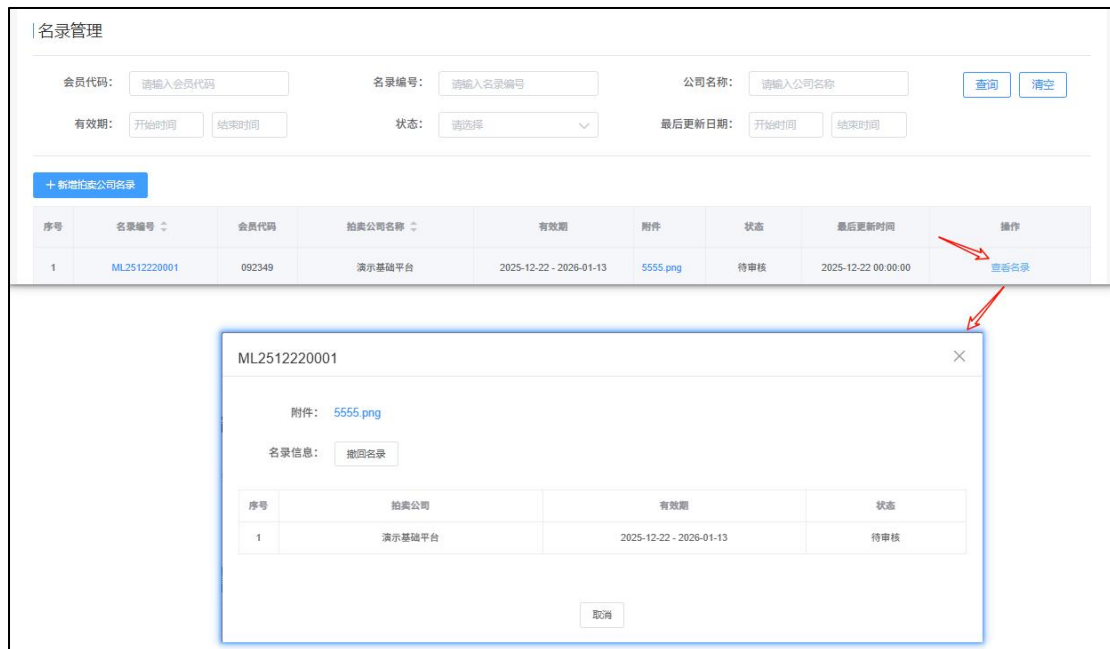 名录管理
会员代码： 请输入会员代码 名录编号： 请输入名录编号 公司名称： 请输入公司名称 查询 清空
有效期： 开始时间 结束时间 状态： 请选择 最后更新日期： 开始时间 结束时间
＋新增拍卖公司名录
序号 名录编号 会员代码 拍卖公司名称 有效期 附件 状态 最后更新时间 操作
1 ML2512220001 092349 演示基础平台 2025-12-22 - 2026-01-13 5555.png 待审核 2025-12-22 00:00:00 查看名录
ML2512220001
附件： 5555.png
名录信息： 撤回名录
序号 拍卖公司 有效期 状态
1 演示基础平台 2025-12-22 - 2026-01-13 待审核
取消